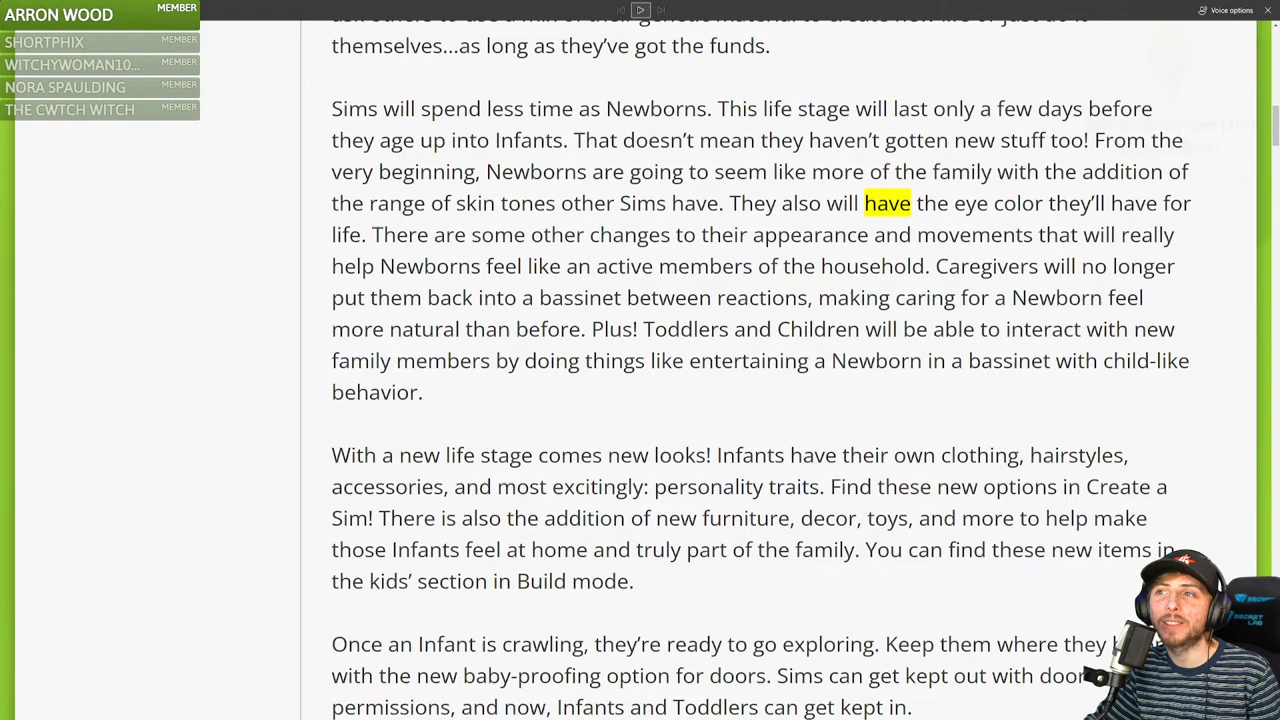 ARRON WOOD MEMBER
SHORTPHIX MEMBER
WITCHYWOMAN10... MEMBER
NORA SPAULDING MEMBER
THE CWTCH WITCH MEMBER
Voice options
themselves...as long as they’ve got the funds.
Sims will spend less time as Newborns. This life stage will last only a few days before
they age up into Infants. That doesn’t mean they haven’t gotten new stuff too! From the
very beginning, Newborns are going to seem like more of the family with the addition of
the range of skin tones other Sims have. They also will have the eye color they’ll have for
life. There are some other changes to their appearance and movements that will really
help Newborns feel like an active members of the household. Caregivers will no longer
put them back into a bassinet between reactions, making caring for a Newborn feel
more natural than before. Plus! Toddlers and Children will be able to interact with new
family members by doing things like entertaining a Newborn in a bassinet with child-like
behavior.
With a new life stage comes new looks! Infants have their own clothing, hairstyles,
accessories, and most excitingly: personality traits. Find these new options in Create a
Sim! There is also the addition of new furniture, decor, toys, and more to help make
those Infants feel at home and truly part of the family. You can find these new items in
the kids’ section in Build mode.
Once an Infant is crawling, they’re ready to go exploring. Keep them where they
with the new baby-proofing option for doors. Sims can get kept out with door
permissions, and now, Infants and Toddlers can get kept in.
SECRET LAB